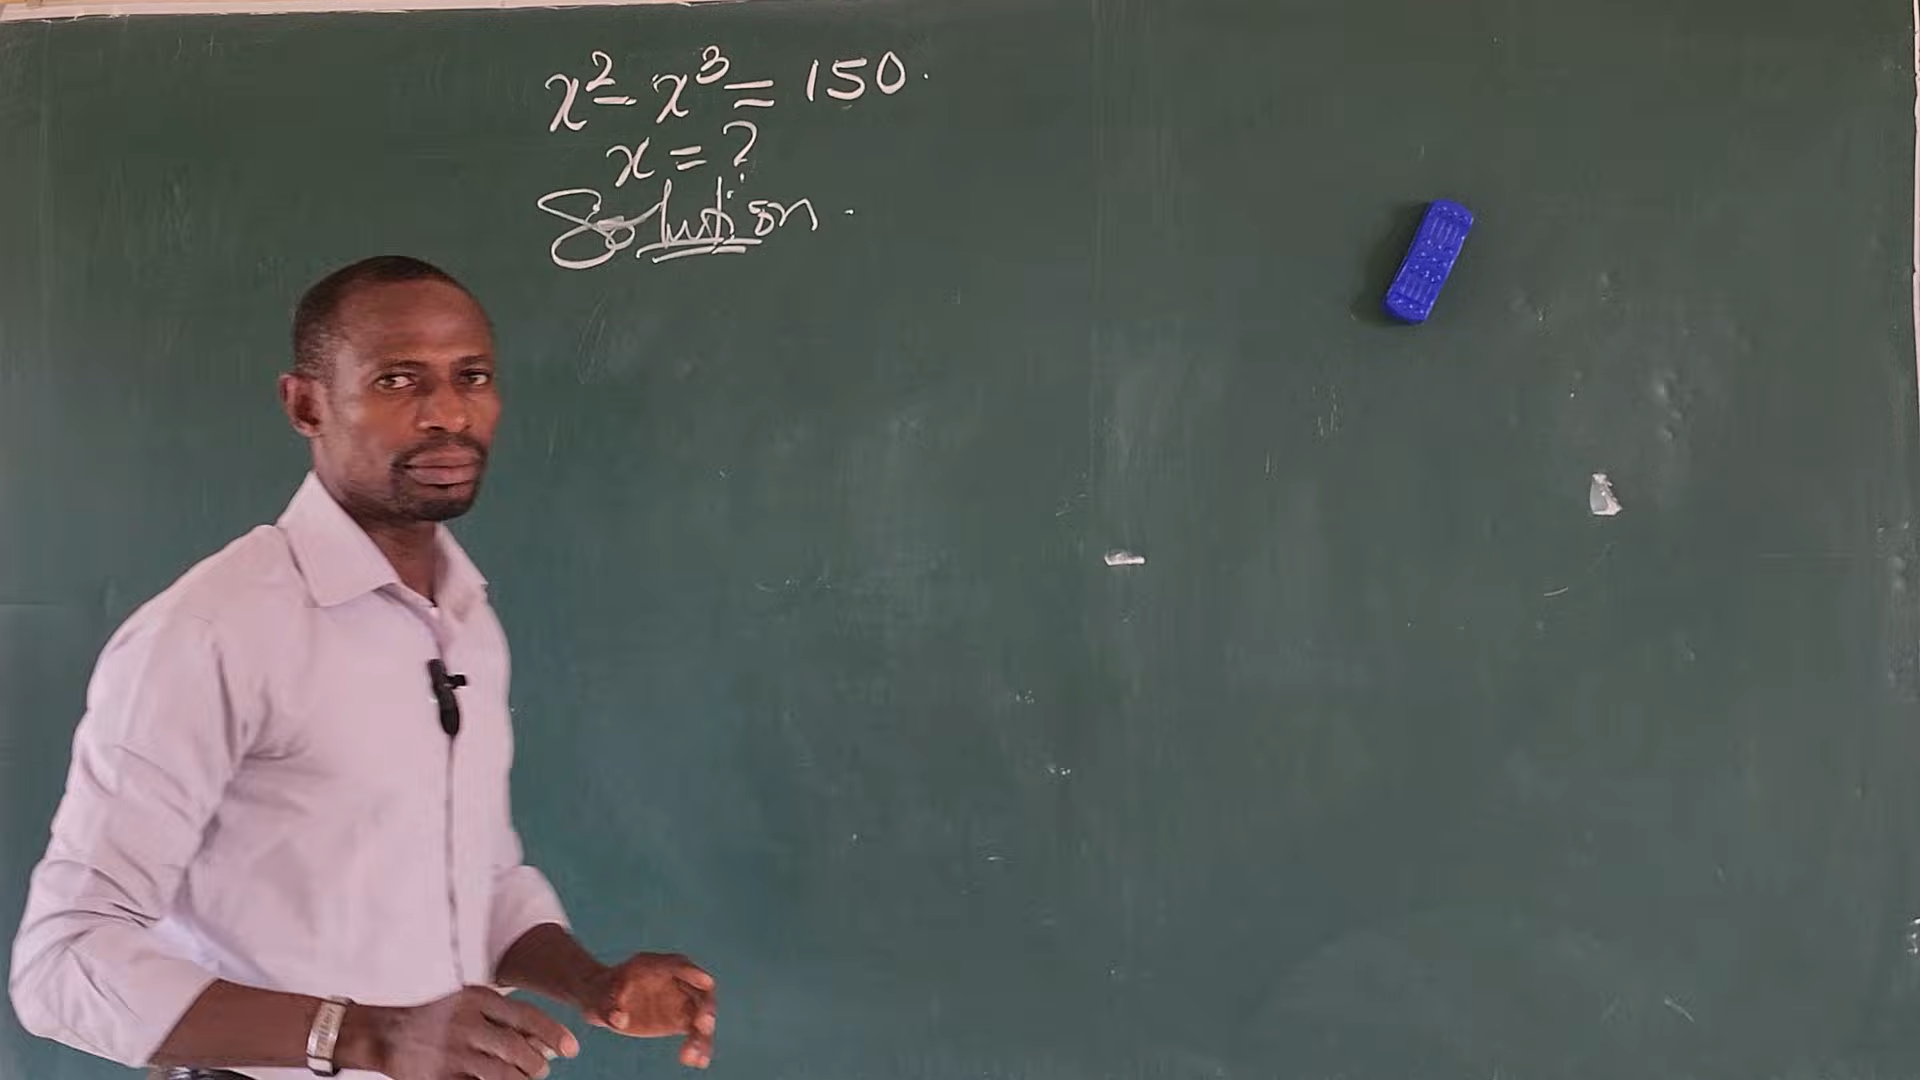 x² - x³ = 150.
x = ?
Solution.